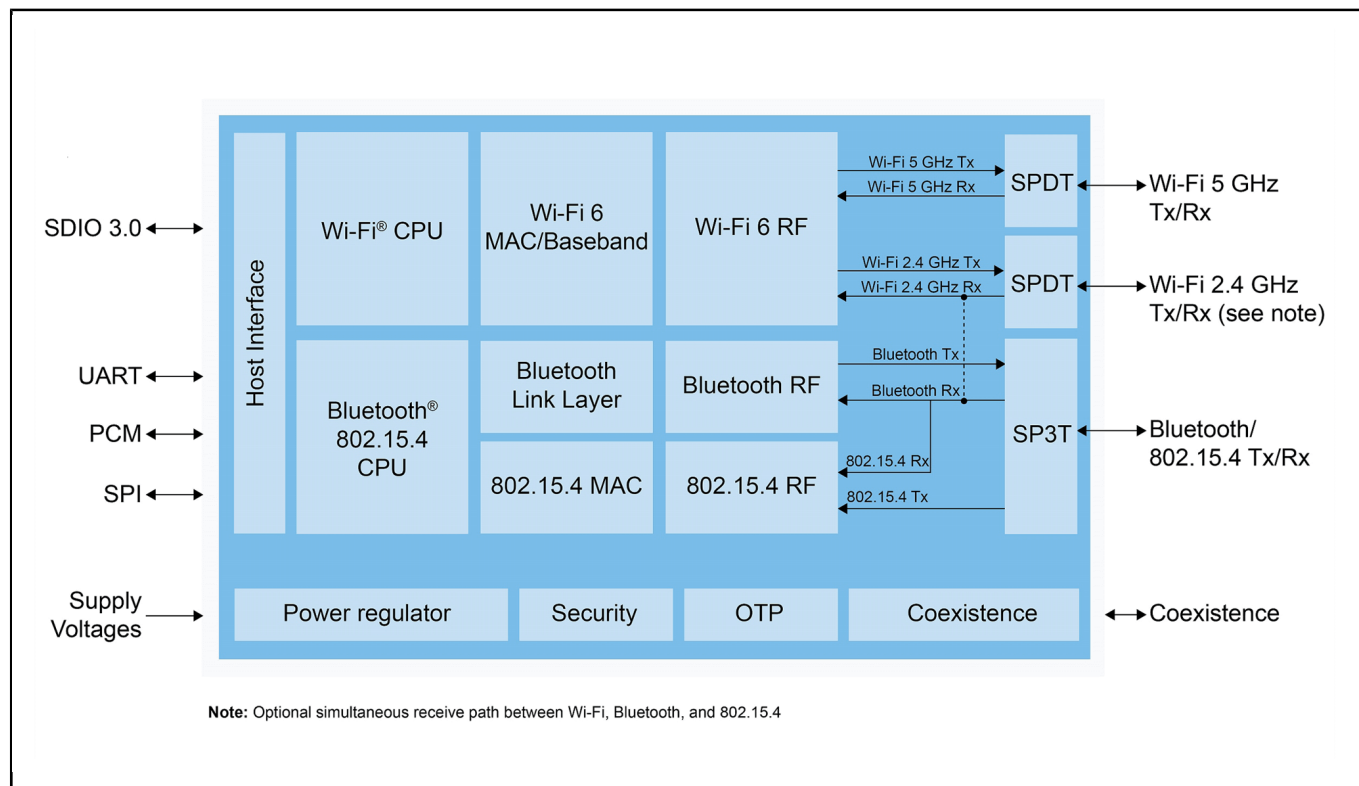 SDIO 3.0
UART
PCM
SPI
Supply
Voltages
Host Interface
Wi-Fi® CPU
Wi-Fi 6
MAC/Baseband
Wi-Fi 6 RF
Bluetooth®
802.15.4
CPU
Bluetooth
Link Layer
Bluetooth RF
802.15.4 MAC
802.15.4 RF
Wi-Fi 5 GHz Tx
Wi-Fi 5 GHz Rx
Wi-Fi 2.4 GHz Tx
Wi-Fi 2.4 GHz Rx
Bluetooth Tx
Bluetooth Rx
802.15.4 Rx
802.15.4 Tx
SPDT
SPDT
SP3T
Wi-Fi 5 GHz
Tx/Rx
Wi-Fi 2.4 GHz
Tx/Rx (see note)
Bluetooth/
802.15.4 Tx/Rx
Power regulator
Security
OTP
Coexistence
Coexistence
Note: Optional simultaneous receive path between Wi-Fi, Bluetooth, and 802.15.4